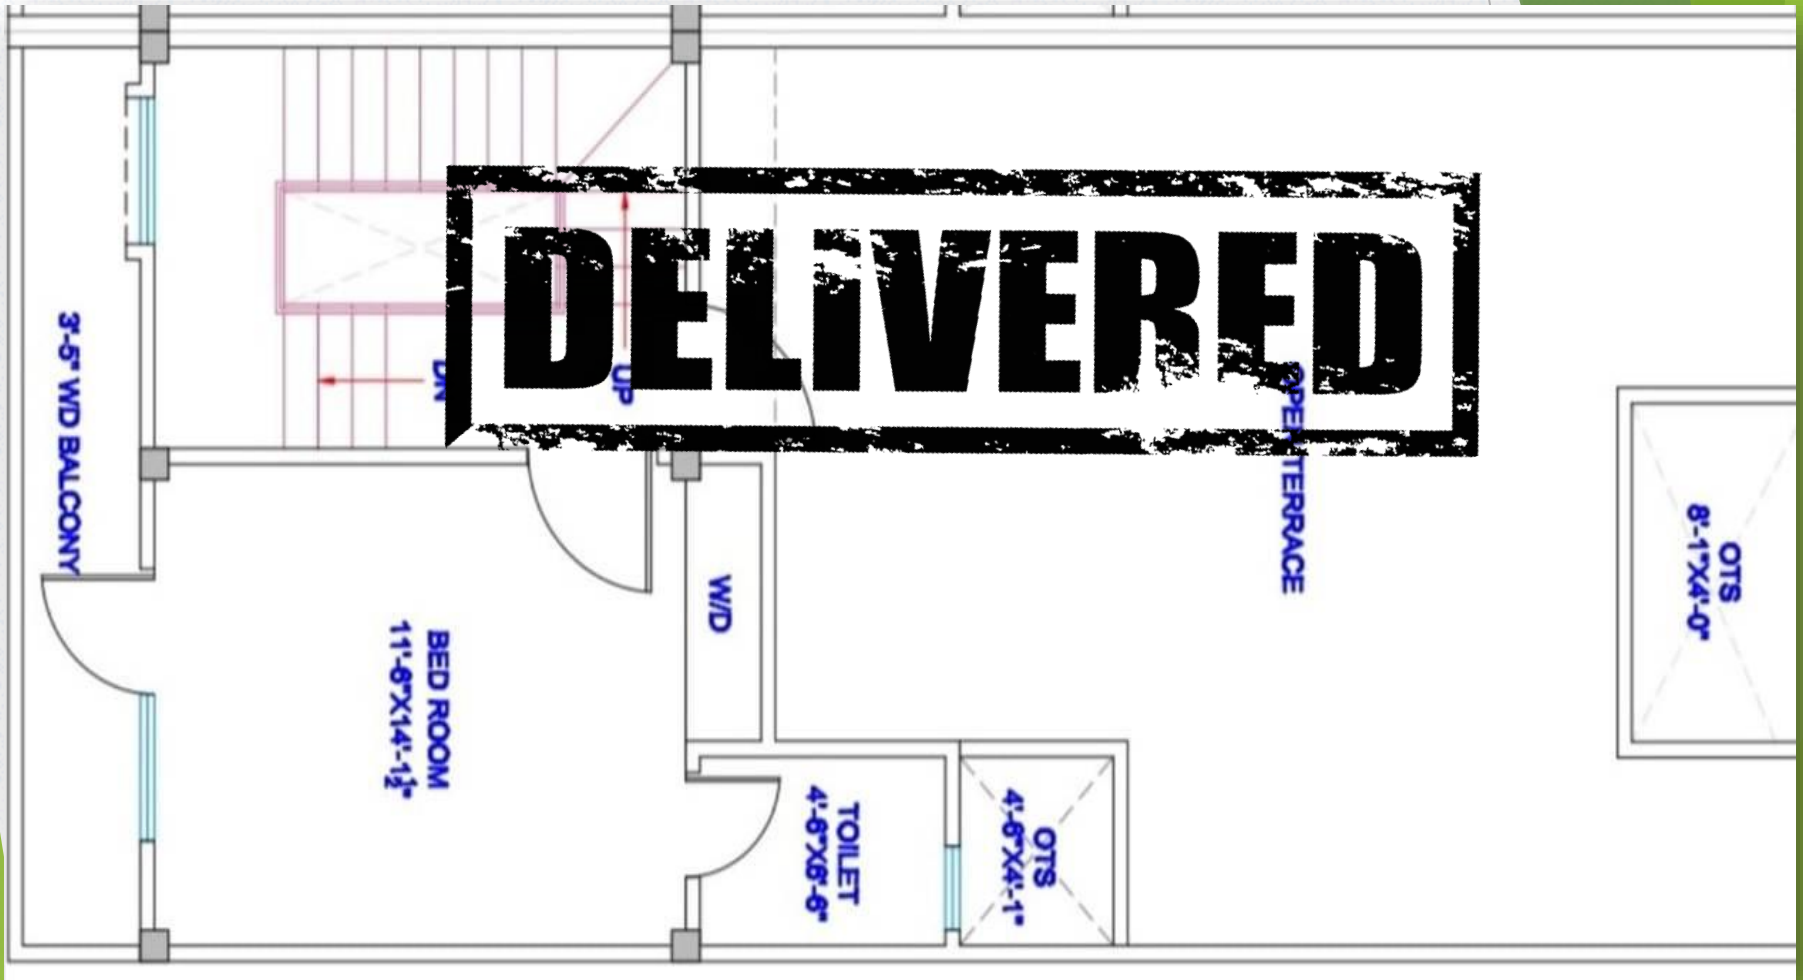 DELiVERED
3'-5" WD BALCONY
DN
UP
OPEN TERRACE
OTS
8'-1"X4'-0"
W/D
BED ROOM
11'-6"X14'-1½"
TOILET
4'-6"X6'-6"
OTS
4'-6"X4'-1"